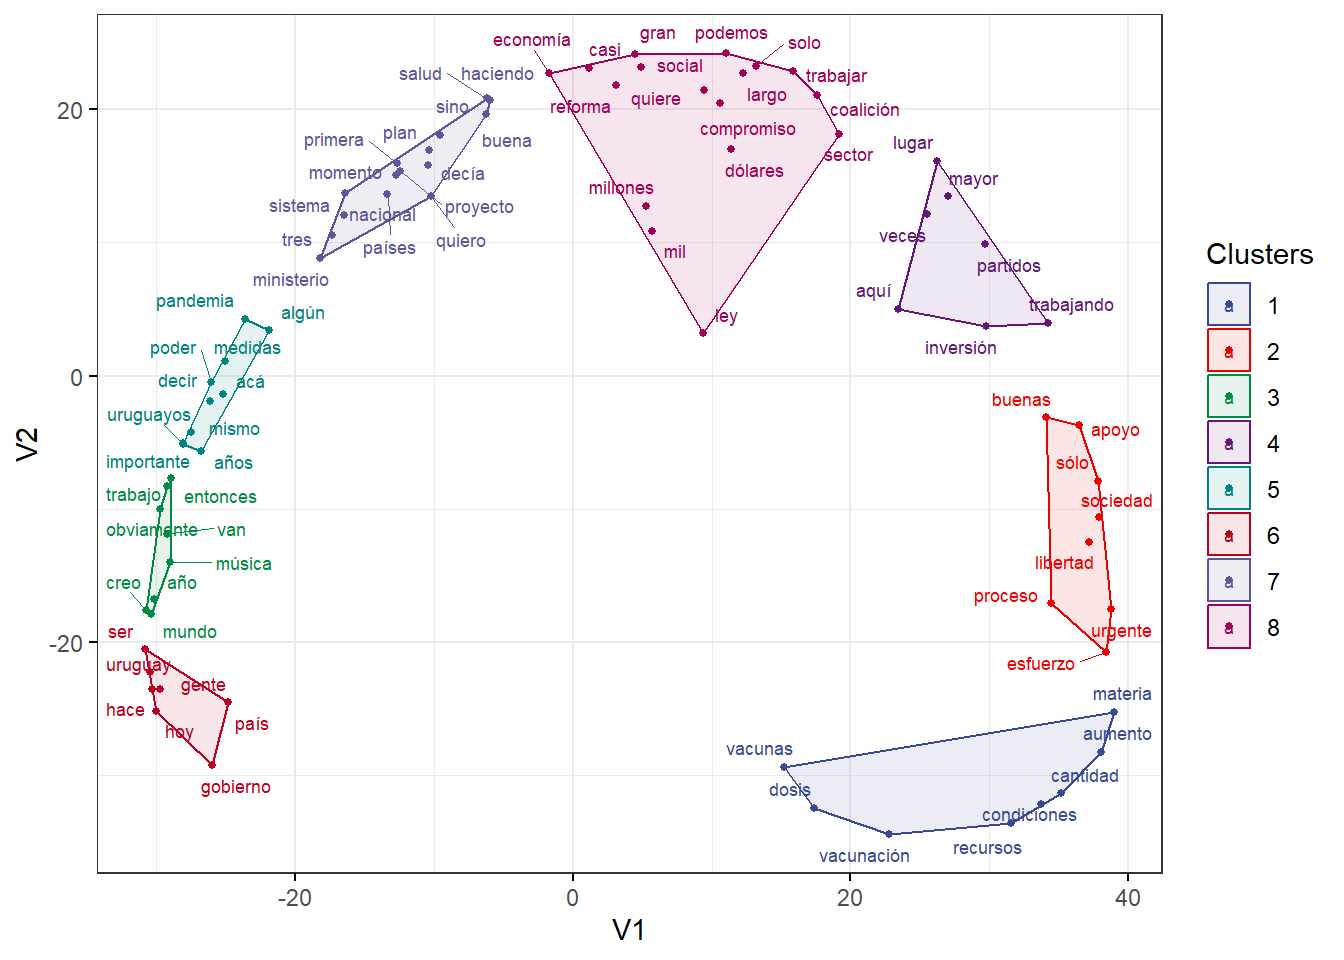 economía
gran
podemos
casi
solo
salud
haciendo
social
trabajar
sino
reforma
quiere
largo
coalición
20
primera
plan
buena
compromiso
lugar
sector
momento
decía
dólares
mayor
sistema
nacional
proyecto
millones
tres
países
quiero
veces
mil
partidos
ministerio
aquí
pandemia
algún
ley
trabajando
poder
medidas
inversión
0
decir
acá
buenas
uruguayos
mismo
apoyo
importante
años
sólo
trabajo
entonces
sociedad
obviamente
van
música
libertad
creo
año
proceso
ser
mundo
urgente
-20
uruguay
esfuerzo
gente
materia
hace
hoy
país
aumento
vacunas
gobierno
dosis
cantidad
condiciones
vacunación
recursos
-20
0
20
40
V1
V2
Clusters
a 1
a 2
a 3
a 4
a 5
a 6
a 7
a 8